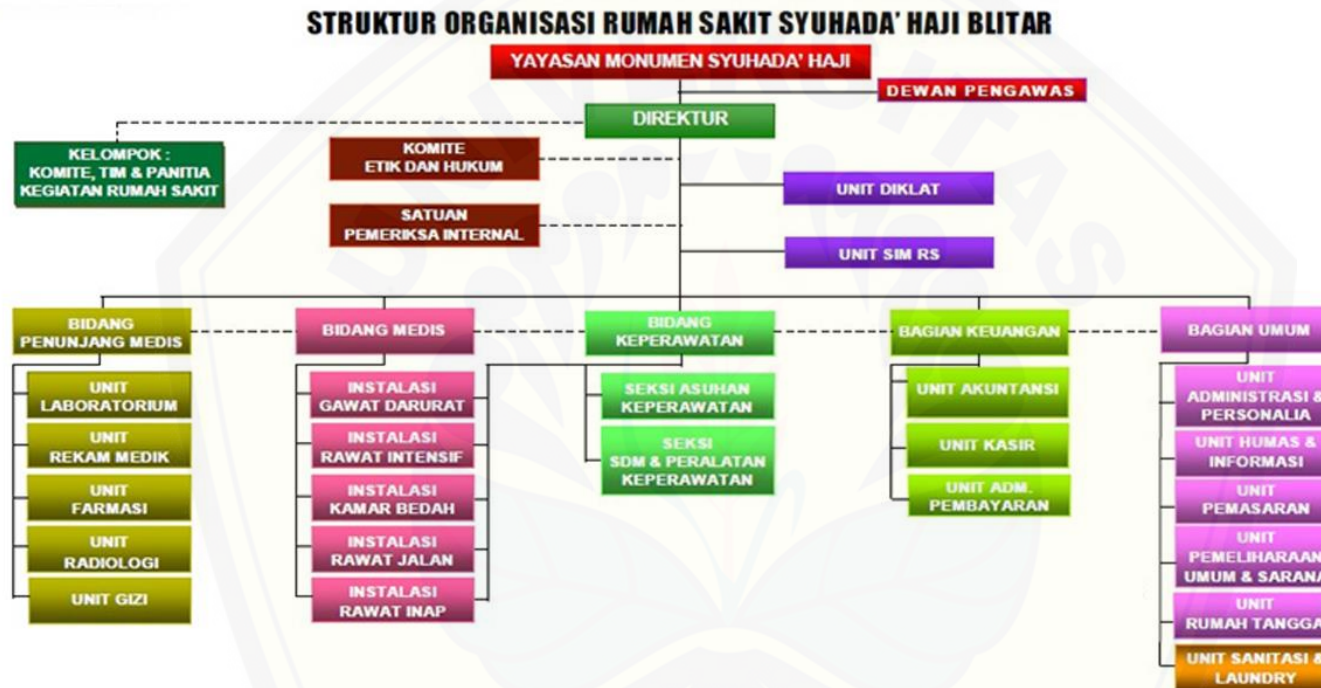 STRUKTUR ORGANISASI RUMAH SAKIT SYUHADA' HAJI BLITAR
YAYASAN MONUMEN SYUHADA' HAJI
DEWAN PENGAWAS
DIREKTUR
KELOMPOK :
KOMITE, TIM & PANITIA
KEGIATAN RUMAH SAKIT
KOMITE
ETIK DAN HUKUM
UNIT DIKLAT
SATUAN
PEMERIKSA INTERNAL
UNIT SIM RS
BIDANG
PENUNJANG MEDIS
BIDANG MEDIS
BIDANG
KEPERAWATAN
BAGIAN KEUANGAN
BAGIAN UMUM
UNIT
LABORATORIUM
UNIT
REKAM MEDIK
UNIT
FARMASI
UNIT
RADIOLOGI
UNIT GIZI
INSTALASI
GAWAT DARURAT
INSTALASI
RAWAT INTENSIF
INSTALASI
KAMAR BEDAH
INSTALASI
RAWAT JALAN
INSTALASI
RAWAT INAP
SEKSI ASUHAN
KEPERAWATAN
SEKSI
SDM & PERALATAN
KEPERAWATAN
UNIT AKUNTANSI
UNIT KASIR
UNIT ADM.
PEMBAYARAN
UNIT
ADMINISTRASI &
PERSONALIA
UNIT HUMAS &
INFORMASI
UNIT
PEMASARAN
UNIT
PEMELIHARAAN
UMUM & SARANA
UNIT
RUMAH TANGGA
UNIT SANITASI &
LAUNDRY
UNIVERSITAS